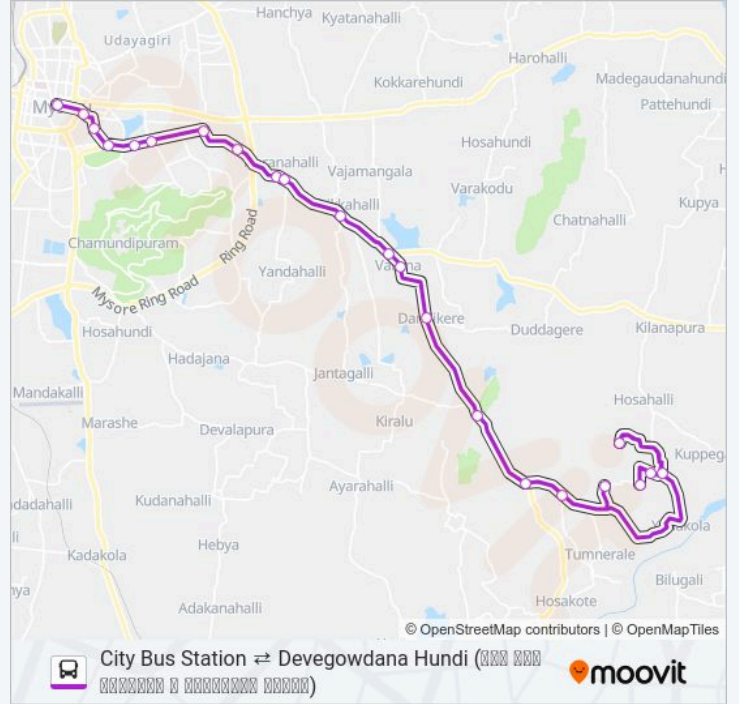 Hanchya
Kyatanahalli
Udayagiri
Harohalli
Kokkarehundi
Madegaudanahundi
Pattehundi
Hosahundi
Vajamangala
Varakodu
Kupya
Chatnahalli
Chamundipuram
Ring Road
Yandahalli
Mysore Ring Road
Duddagere
Kilanapura
Hosahundi
Hadajana
Jantagalli
Mandakalli
Hosahalli
Marashe
Devalapura
Kiralu
Ayarahalli
Kudanahalli
Hebya
Kadakola
Tumnerale
Bilugali
Adakanahalli
Hosakote
© OpenStreetMap contributors | © OpenMapTiles
City Bus Station ⇄ Devegowdana Hundi (
moovit